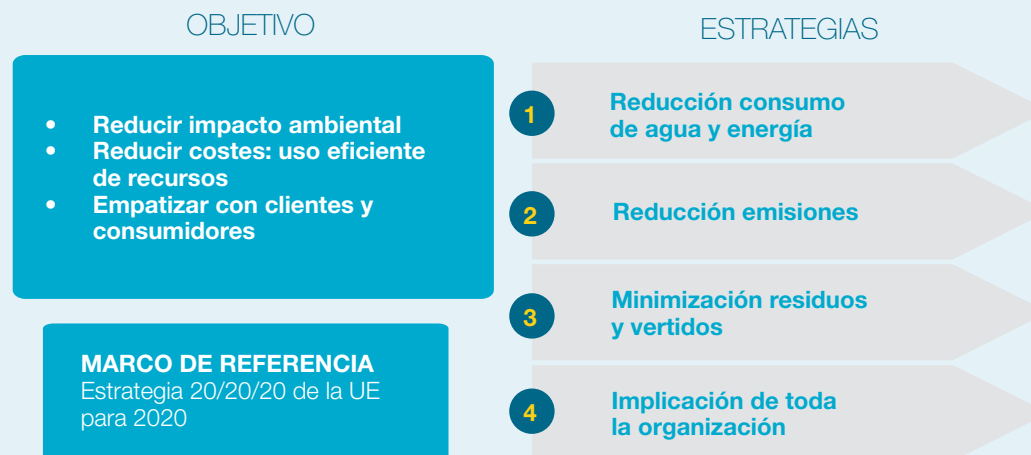 OBJETIVO
• Reducir impacto ambiental
• Reducir costes: uso eficiente
de recursos
• Empatizar con clientes y
consumidores
MARCO DE REFERENCIA
Estrategia 20/20/20 de la UE
para 2020
ESTRATEGIAS
1 Reducción consumo
de agua y energía
2 Reducción emisiones
3 Minimización residuos
y vertidos
4 Implicación de toda
la organización